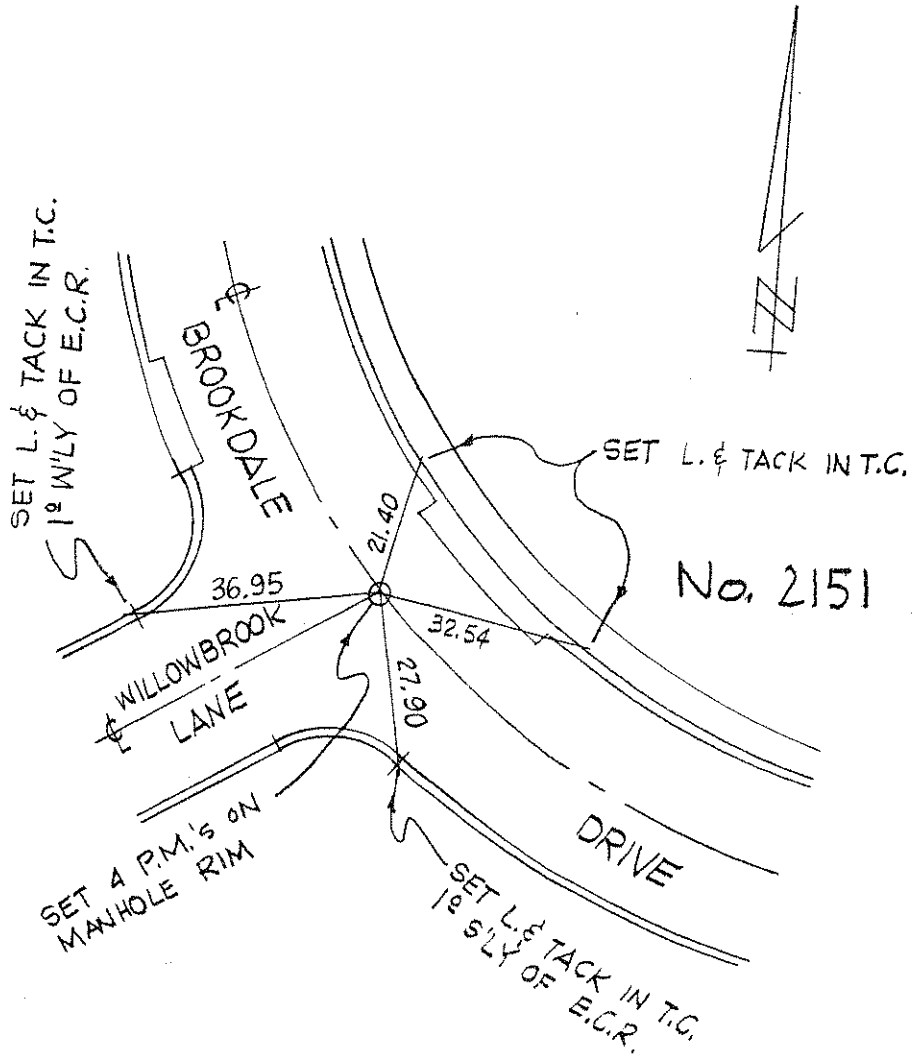 SET L. & TACK IN T.C.
1º W'LY OF E.C.R.
℄
BROOKDALE
N
SET L. & TACK IN T.C.
21.40
No. 2151
36.95
32.54
WILLOWBROOK
℄ LANE
27.90
SET 4 P.M.'s ON
MANHOLE RIM
DRIVE
SET L. & TACK IN T.C.
1º S'LY OF
E.C.R.